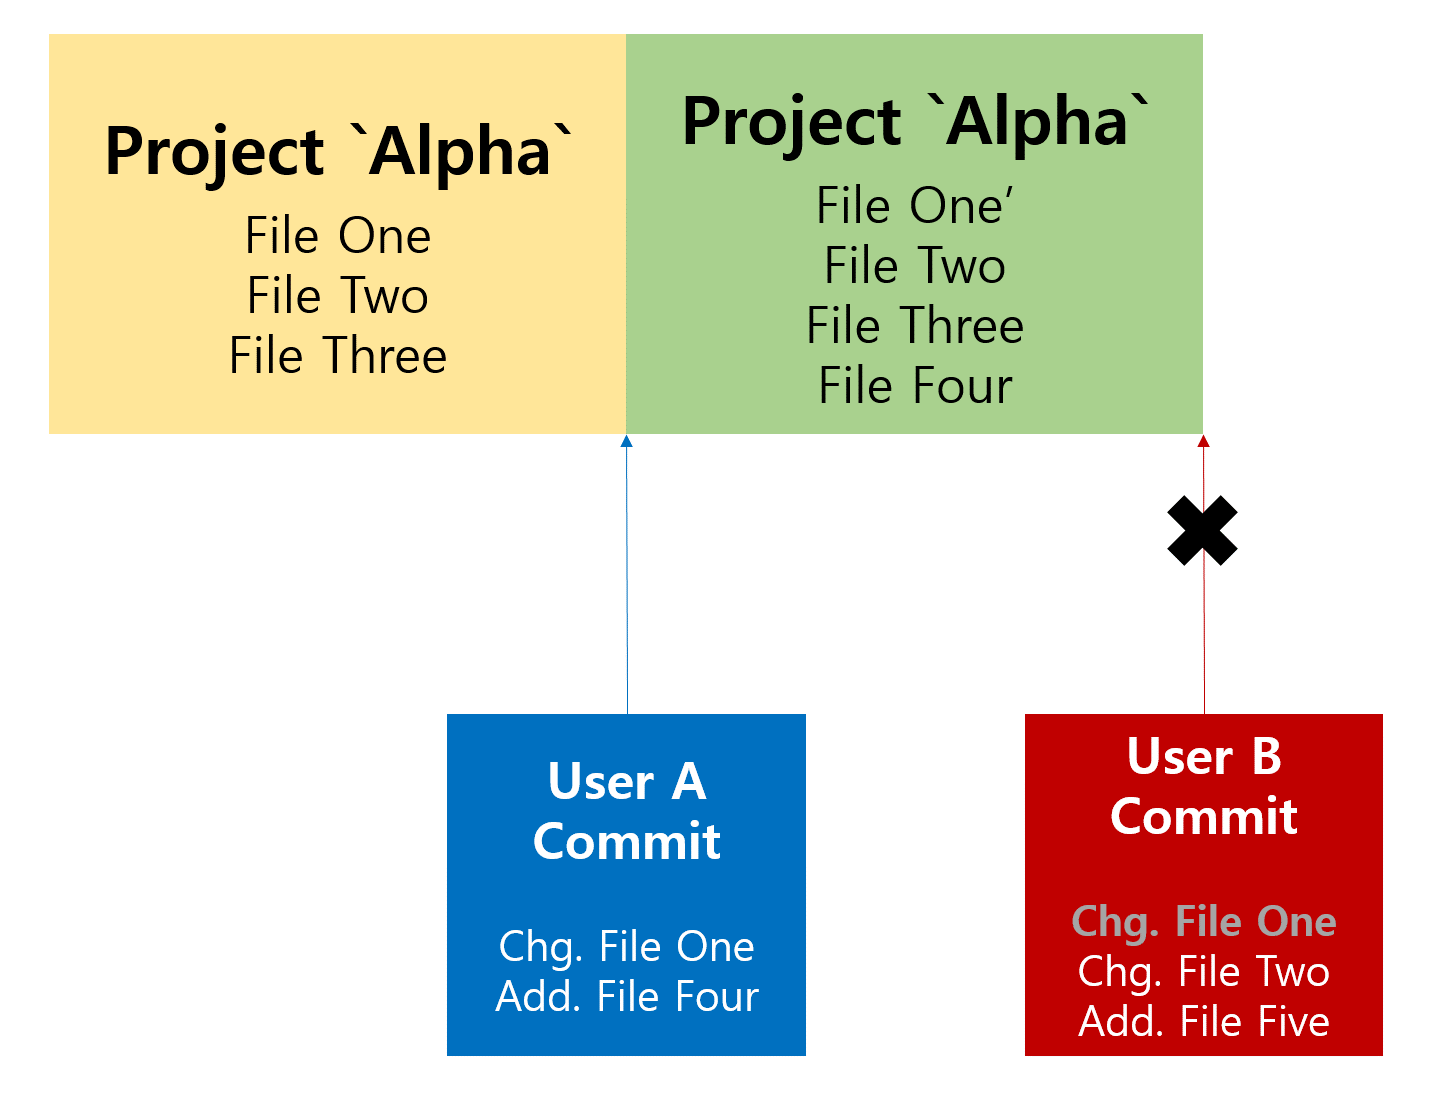 Project `Alpha`
File One
File Two
File Three
Project `Alpha`
File One’
File Two
File Three
File Four
User A
Commit
Chg. File One
Add. File Four
User B
Commit
Chg. File One
Chg. File Two
Add. File Five